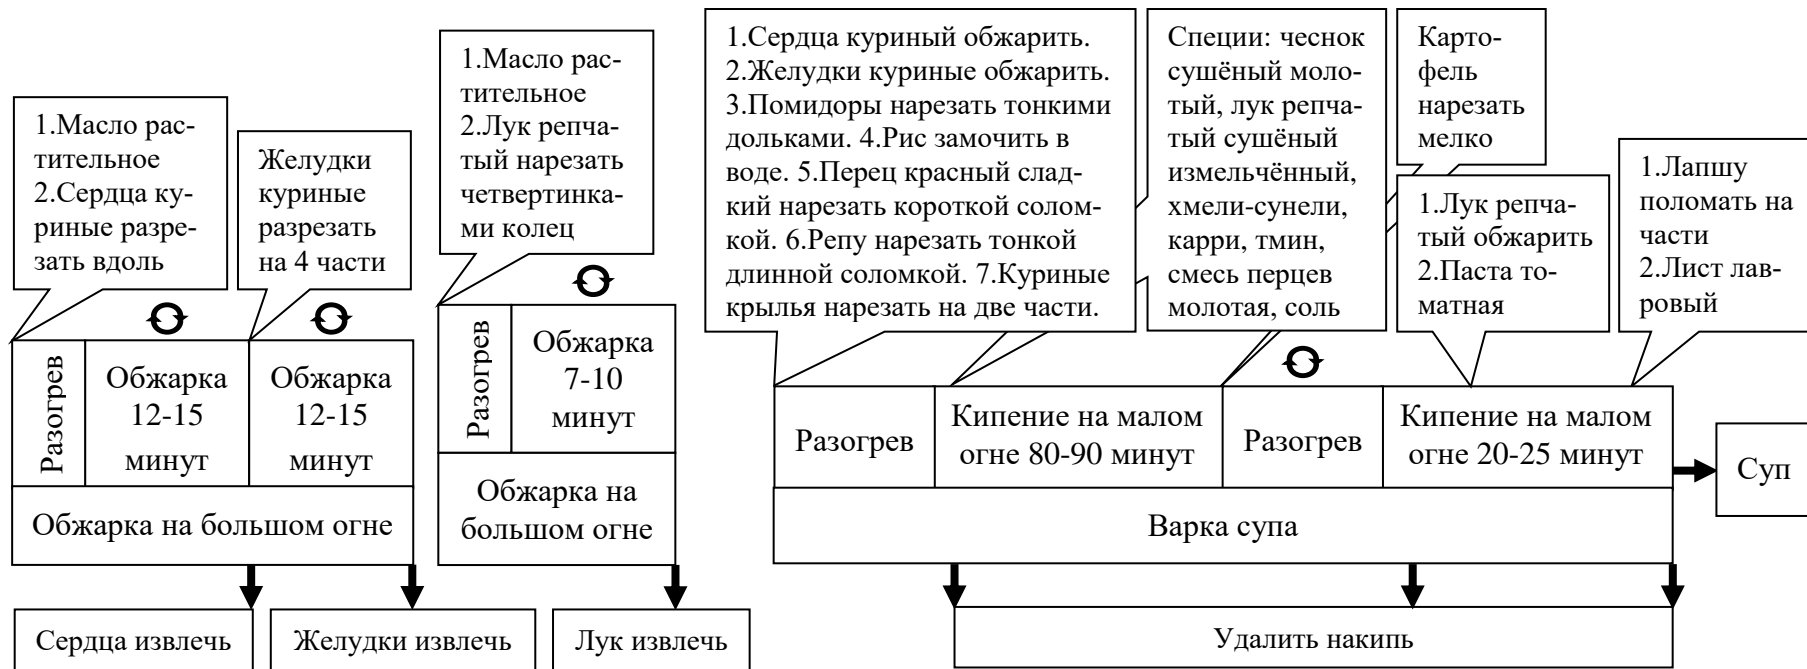 1.Масло рас-
тительное
2.Сердца ку-
риные разре-
зать вдоль
Желудки
куриные
разрезать
на 4 части
Разогрев
Обжарка
12-15
минут
Обжарка
12-15
минут
Обжарка на большом огне
Сердца извлечь
Желудки извлечь
1.Масло рас-
тительное
2.Лук репча-
тый нарезать
четвертинка-
ми колец
Разогрев
Обжарка
7-10
минут
Обжарка на
большом огне
Лук извлечь
1.Сердца куриный обжарить.
2.Желудки куриные обжарить.
3.Помидоры нарезать тонкими
дольками. 4.Рис замочить в
воде. 5.Перец красный слад-
кий нарезать короткой солом-
кой. 6.Репу нарезать тонкой
длинной соломкой. 7.Куриные
крылья нарезать на две части.
Специи: чеснок
сушёный моло-
тый, лук репча-
тый сушёный
измельчённый,
хмели-сунели,
карри, тмин,
смесь перцев
молотая, соль
Карто-
фель
нарезать
мелко
1.Лук репча-
тый обжарить
2.Паста то-
матная
1.Лапшу
поломать на
части
2.Лист лав-
ровый
Разогрев
Кипение на малом
огне 80-90 минут
Разогрев
Кипение на малом
огне 20-25 минут
Варка супа
Суп
Удалить накипь